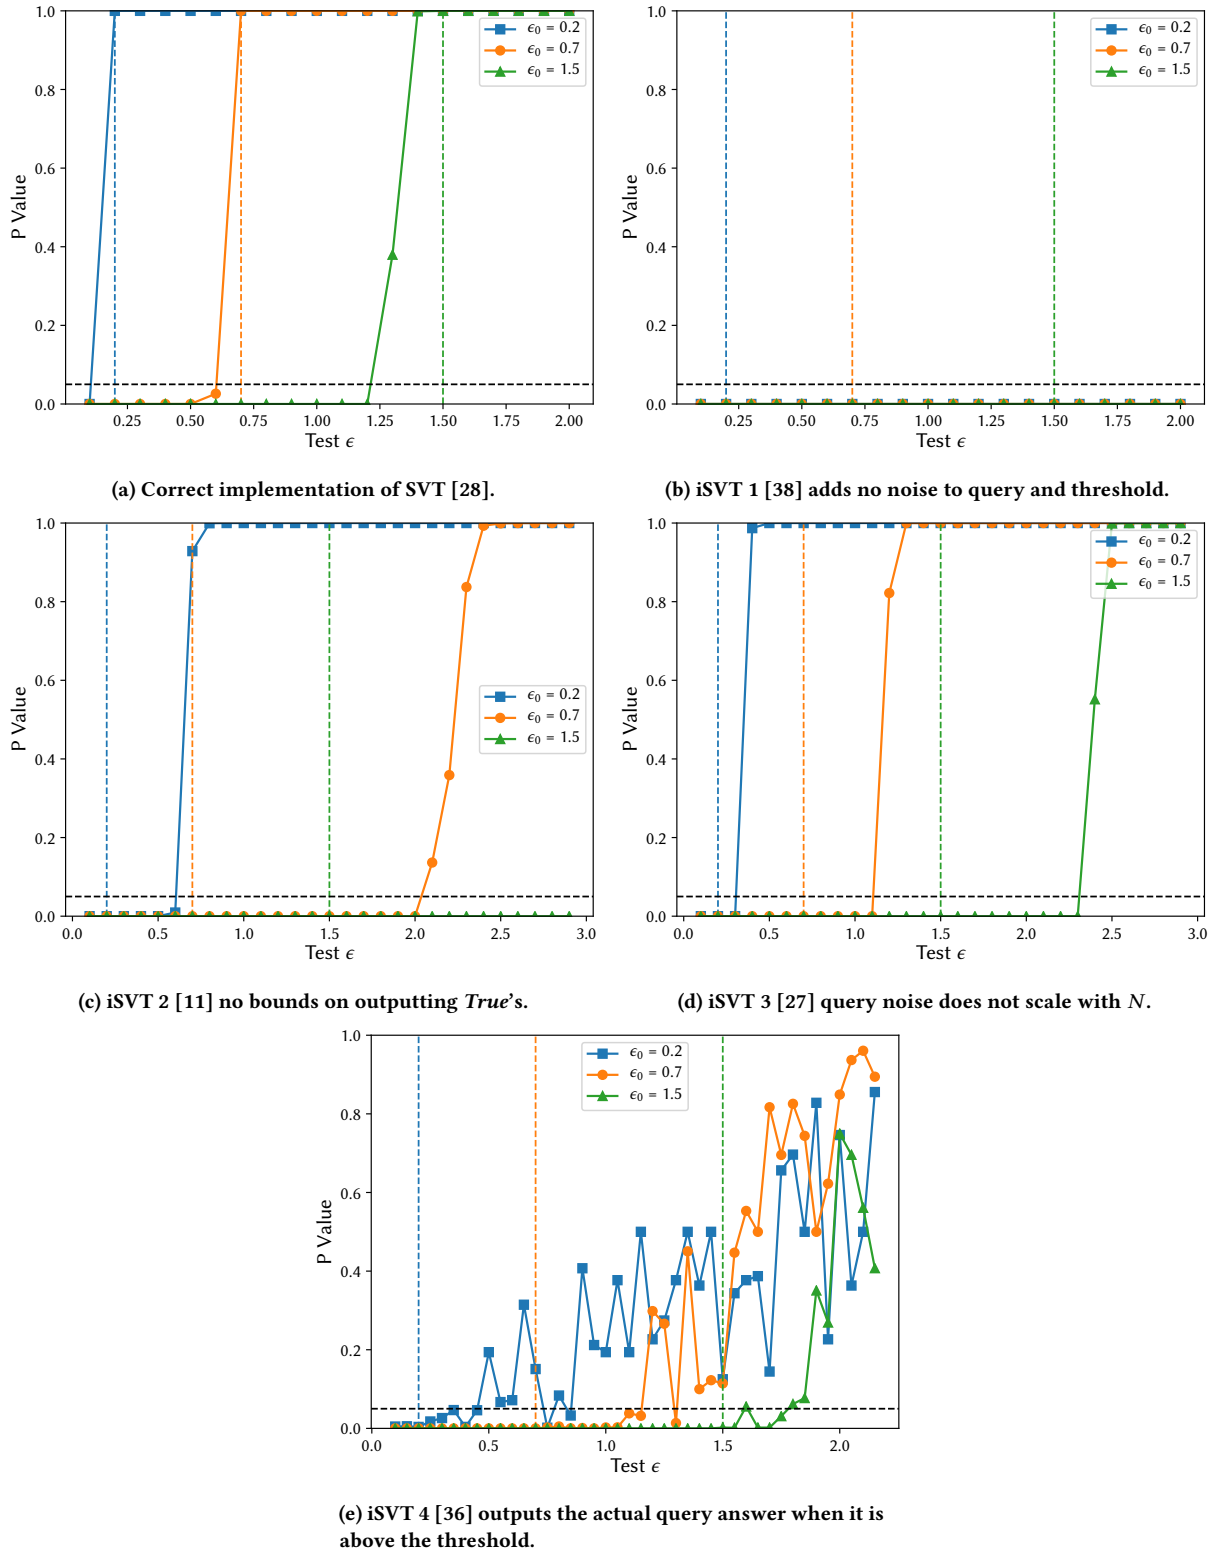 1.0
0.8
0.6
0.4
0.2
0.0
P Value
ϵ₀ = 0.2
ϵ₀ = 0.7
ϵ₀ = 1.5
0.25 0.50 0.75 1.00 1.25 1.50 1.75 2.00
Test ϵ
(a) Correct implementation of SVT [28].
1.0
0.8
0.6
0.4
0.2
0.0
P Value
ϵ₀ = 0.2
ϵ₀ = 0.7
ϵ₀ = 1.5
0.25 0.50 0.75 1.00 1.25 1.50 1.75 2.00
Test ϵ
(b) iSVT 1 [38] adds no noise to query and threshold.
1.0
0.8
0.6
0.4
0.2
0.0
P Value
ϵ₀ = 0.2
ϵ₀ = 0.7
ϵ₀ = 1.5
0.0 0.5 1.0 1.5 2.0 2.5 3.0
Test ϵ
(c) iSVT 2 [11] no bounds on outputting True's.
1.0
0.8
0.6
0.4
0.2
0.0
P Value
ϵ₀ = 0.2
ϵ₀ = 0.7
ϵ₀ = 1.5
0.0 0.5 1.0 1.5 2.0 2.5 3.0
Test ϵ
(d) iSVT 3 [27] query noise does not scale with N.
1.0
0.8
0.6
0.4
0.2
0.0
P Value
ϵ₀ = 0.2
ϵ₀ = 0.7
ϵ₀ = 1.5
0.0 0.5 1.0 1.5 2.0
Test ϵ
(e) iSVT 4 [36] outputs the actual query answer when it is
above the threshold.